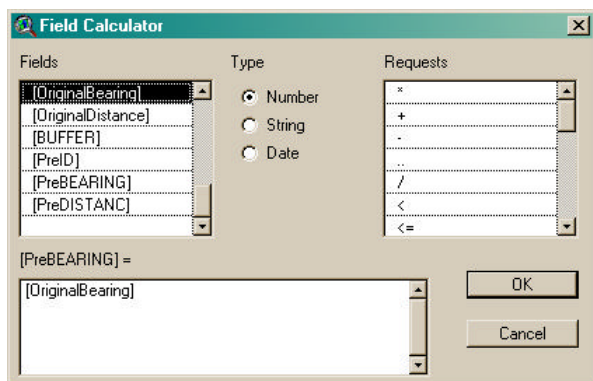 Field Calculator
Fields
Type
Requests
[OriginalBearing]
[OriginalDistance]
[BUFFER]
[PreID]
[PreBEARING]
[PreDISTANC]
Number
String
Date
*
+
-
..
/
<
<=
[PreBEARING] =
[OriginalBearing]
OK
Cancel